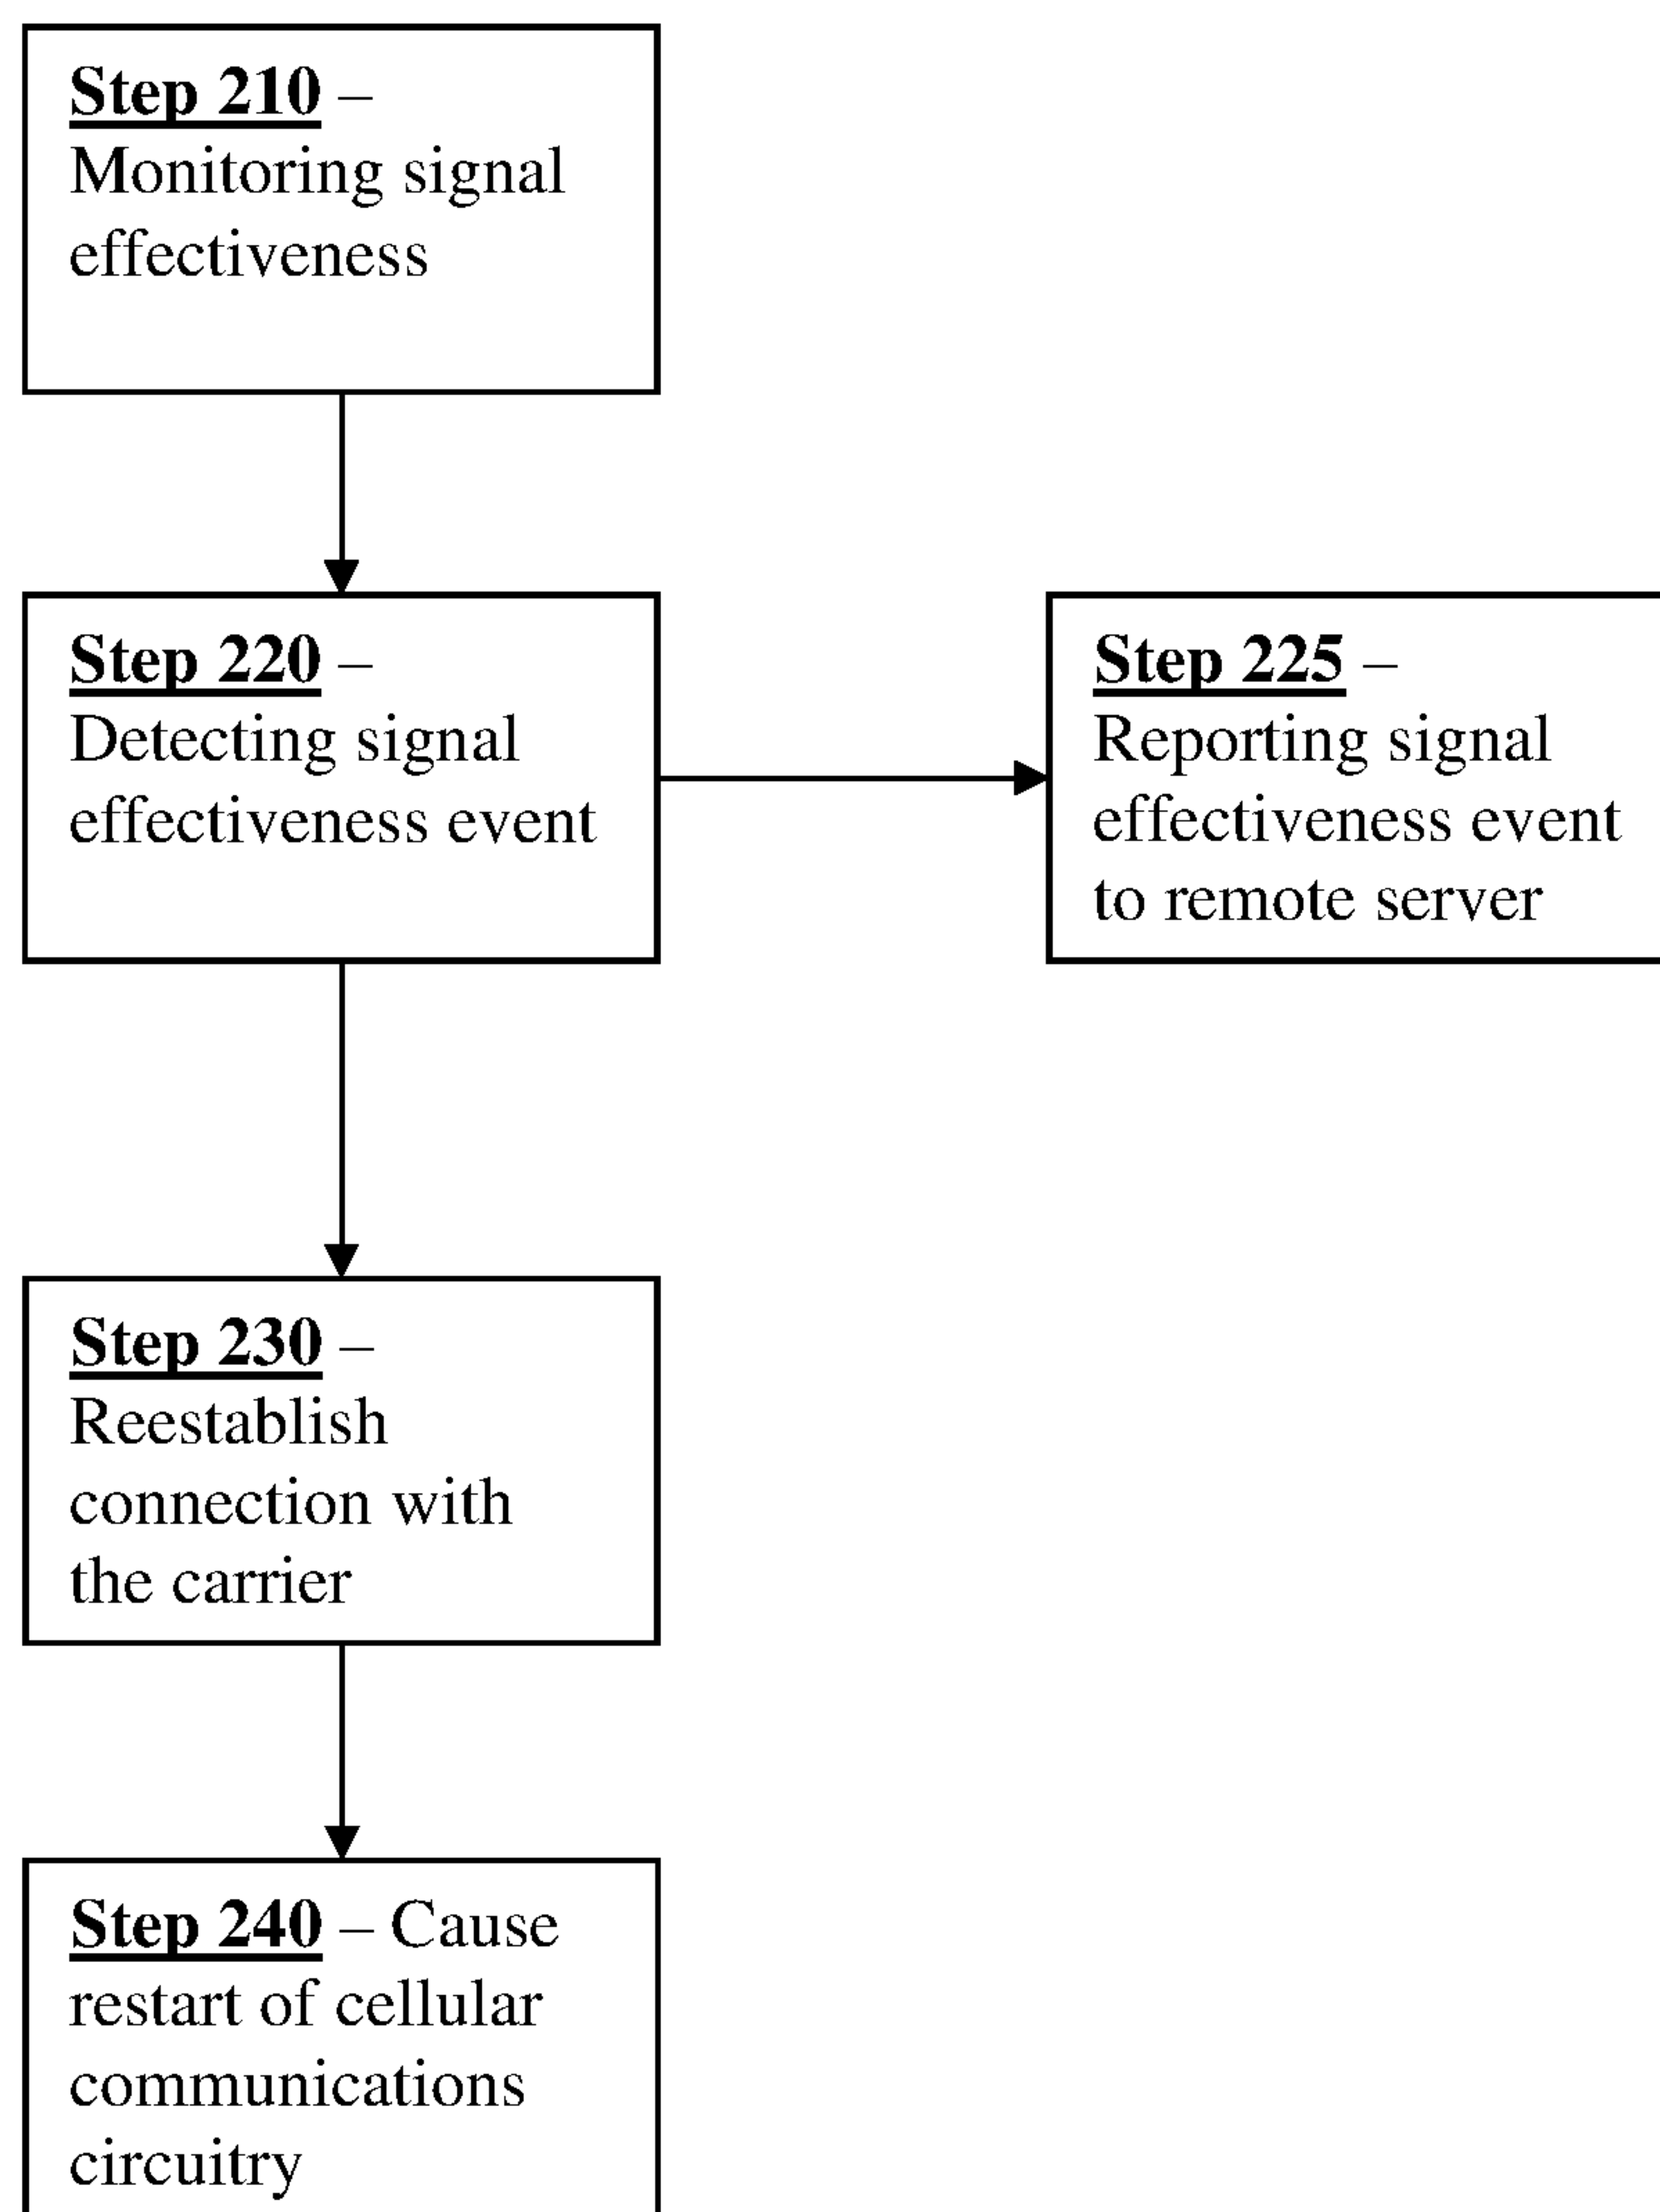 Step 210 –
Monitoring signal
effectiveness
Step 220 –
Detecting signal
effectiveness event
Step 225 –
Reporting signal
effectiveness event
to remote server
Step 230 –
Reestablish
connection with
the carrier
Step 240 – Cause
restart of cellular
communications
circuitry